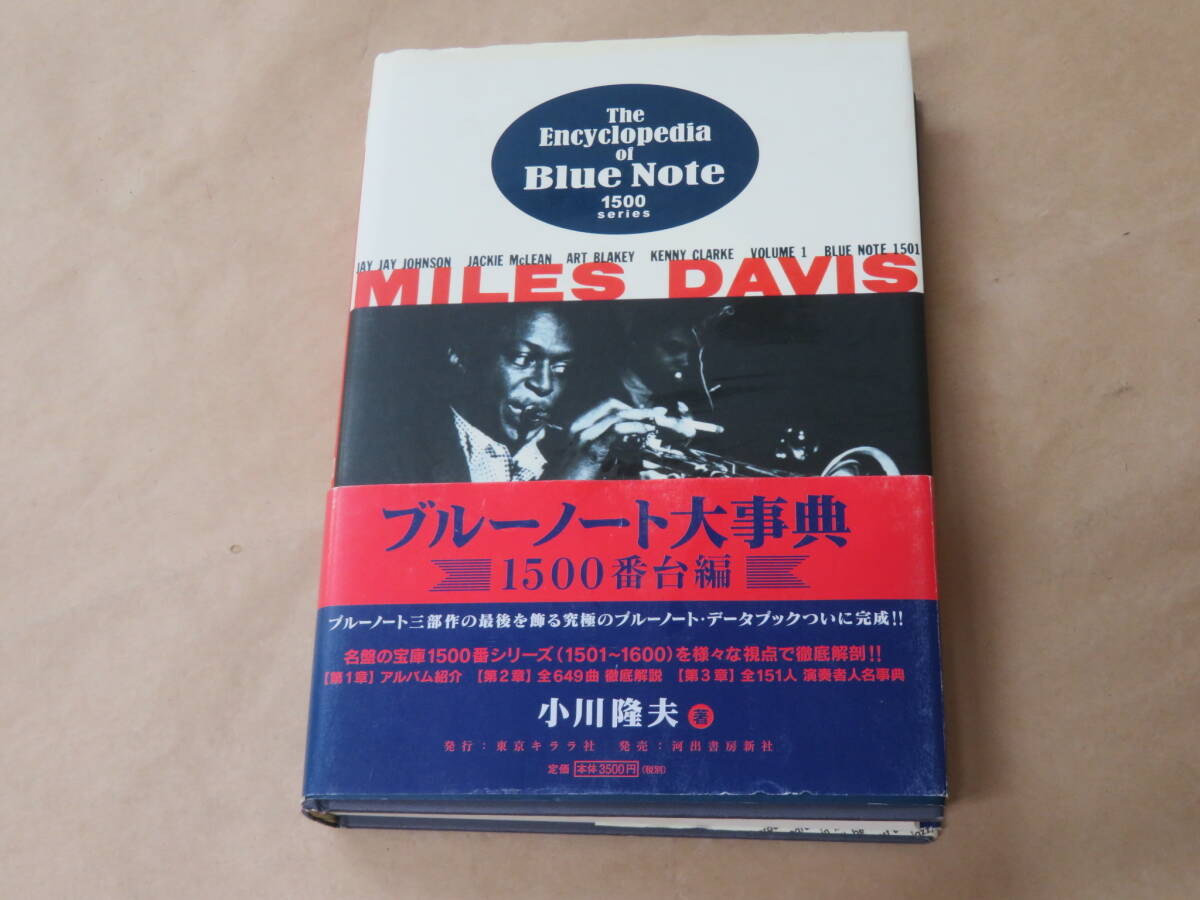 The
Encyclopedia
of
Blue Note
1500
series
JAY JAY JOHNSON JACKIE McLEAN ART BLAKEY KENNY CLARKE VOLUME 1 BLUE NOTE 1501
MILES DAVIS
ブルーノート大事典
1500番台編
ブルーノート三部作の最後を飾る究極のブルーノート・データブックついに完成!!
名盤の宝庫1500番シリーズ(1501~1600)を様々な視点で徹底解剖!!
【第1章】アルバム紹介 【第2章】全649曲 徹底解説 【第3章】全151人 演奏者人名事典
小川隆夫 著
発行:東京キララ社 発売:河出書房新社
定価 本体3500円 (税別)